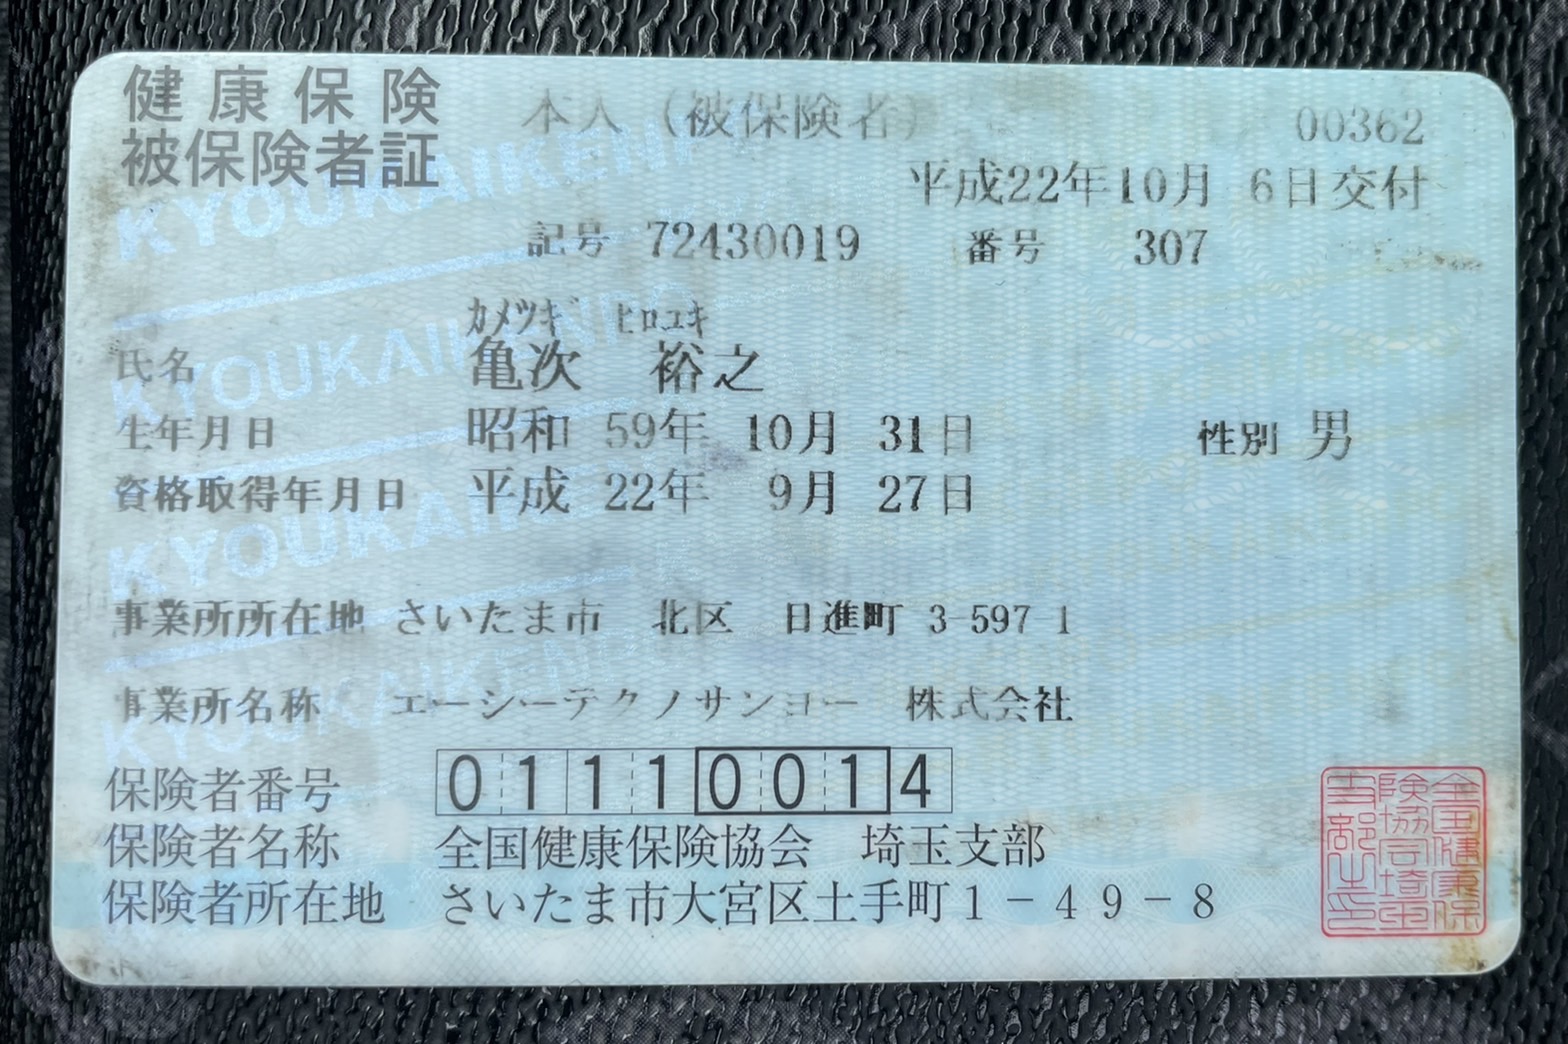 健康保険 本人（被保険者） 00362
被保険者証
平成22年10月 6日交付
記号 72430019 番号 307
カメツギ ヒロユキ
氏名 亀次 裕之
生年月日 昭和 59年 10月 31日 性別 男
資格取得年月日 平成 22年 9月 27日
事業所所在地 さいたま市 北区 日進町 3-597 1
事業所名称 エーシーテクノサンヨー 株式会社
保険者番号 01110014
保険者名称 全国健康保険協会 埼玉支部
保険者所在地 さいたま市大宮区土手町1－49－8
KYOUKAIKENPO